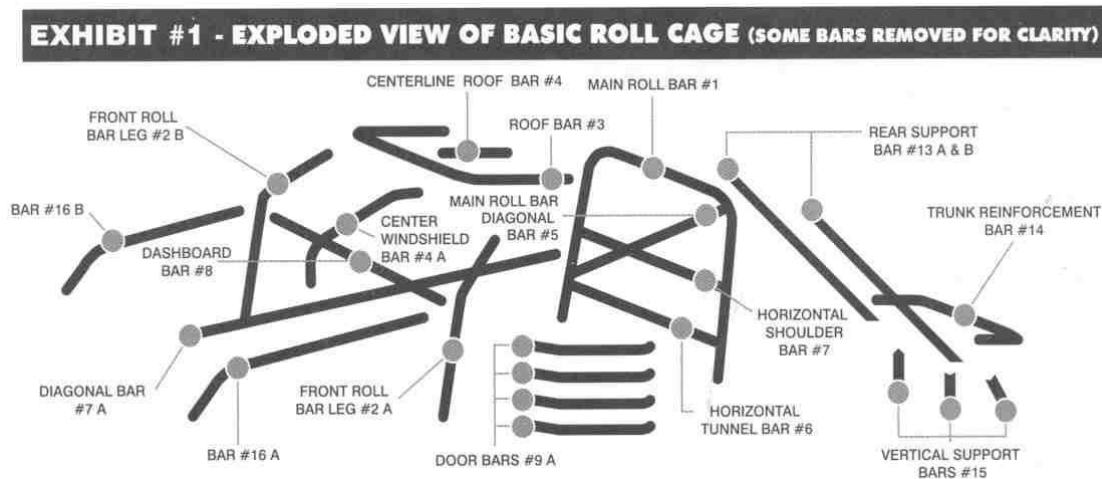 EXHIBIT #1 - EXPLODED VIEW OF BASIC ROLL CAGE (SOME BARS REMOVED FOR CLARITY)
CENTERLINE ROOF BAR #4
MAIN ROLL BAR #1
FRONT ROLL
BAR LEG #2 B
ROOF BAR #3
REAR SUPPORT
BAR #13 A & B
BAR #16 B
MAIN ROLL BAR
DIAGONAL
BAR #5
TRUNK REINFORCEMENT
BAR #14
CENTER
WINDSHIELD
BAR #4 A
DASHBOARD
BAR #8
HORIZONTAL
SHOULDER
BAR #7
DIAGONAL BAR
#7 A
FRONT ROLL
BAR LEG #2 A
HORIZONTAL
TUNNEL BAR #6
BAR #16 A
DOOR BARS #9 A
VERTICAL SUPPORT
BARS #15